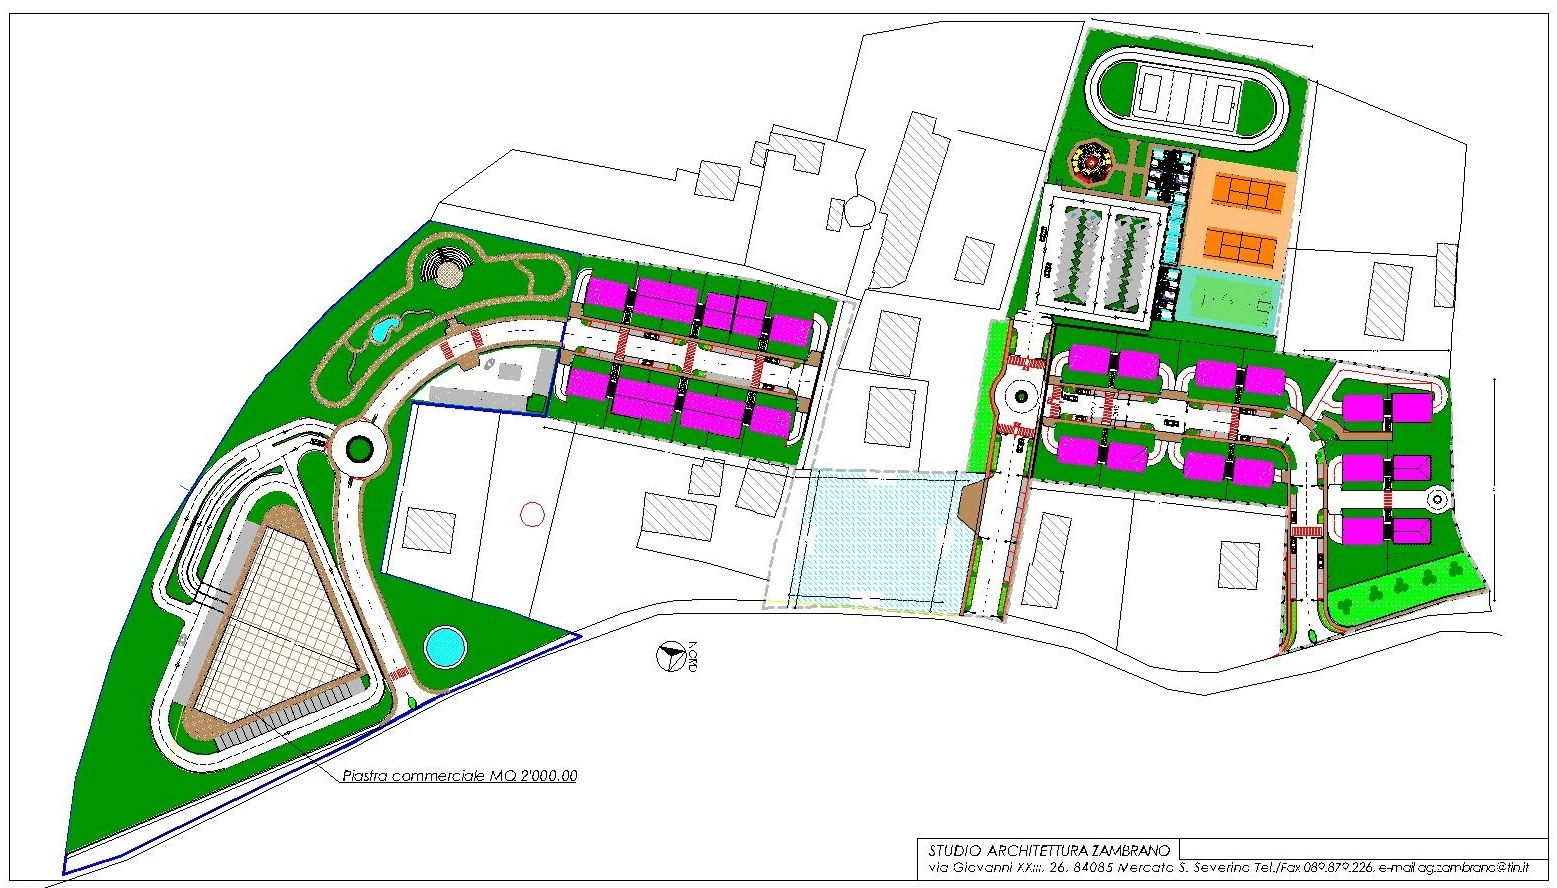 NORD
Piastra commerciale MQ 2'000.00
STUDIO ARCHITETTURA ZAMBRANO
via Giovanni XXIII, 26, 84085 Mercato S. Severino Tel./Fax 089.879.226, e-mail ag.zambrano@tin.it